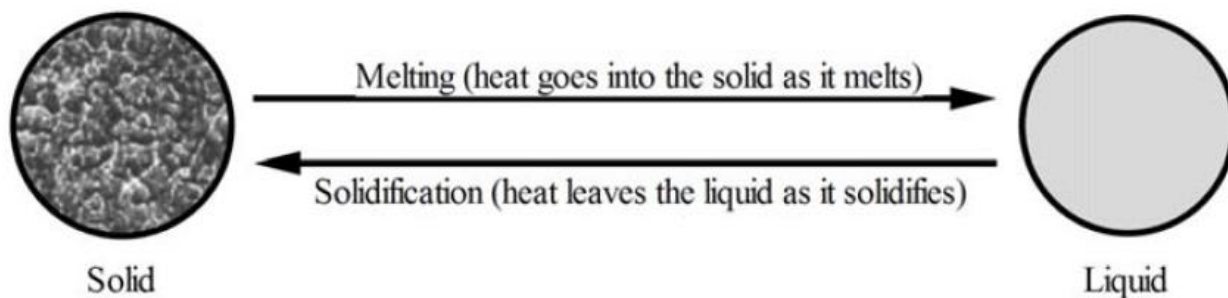 Melting (heat goes into the solid as it melts)
Solidification (heat leaves the liquid as it solidifies)
Solid
Liquid